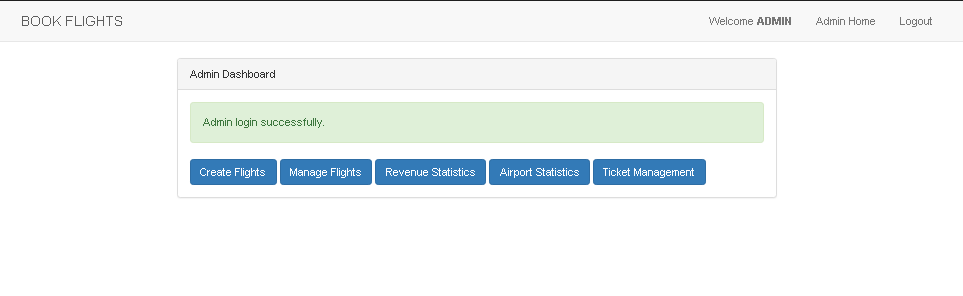 BOOK FLIGHTS Welcome ADMIN Admin Home Logout
Admin Dashboard
Admin login successfully.
Create Flights Manage Flights Revenue Statistics Airport Statistics Ticket Management